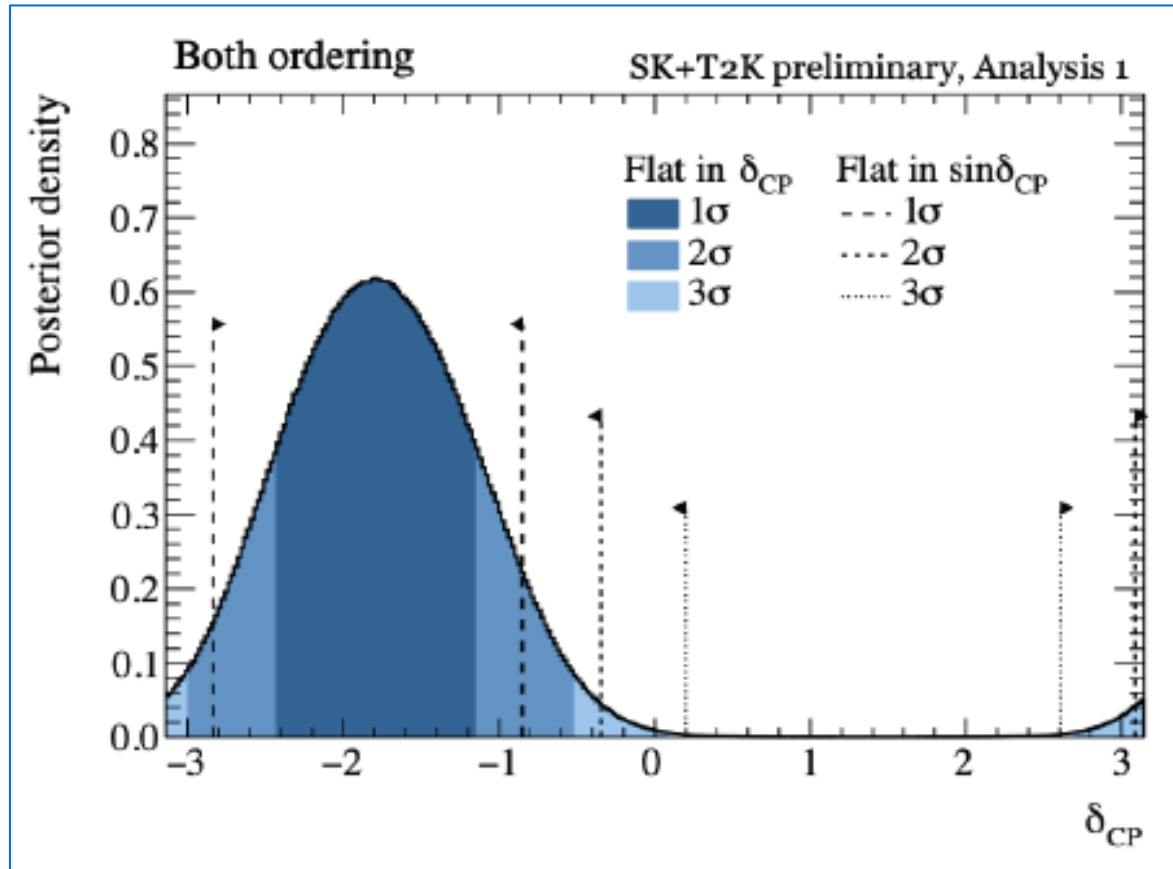 Both ordering
SK+T2K preliminary, Analysis 1
Posterior density
0.8
0.7
0.6
0.5
0.4
0.3
0.2
0.1
0.0
Flat in δCP Flat in sinδCP
1σ 1σ
2σ 2σ
3σ 3σ
−3 −2 −1 0 1 2 3
δCP